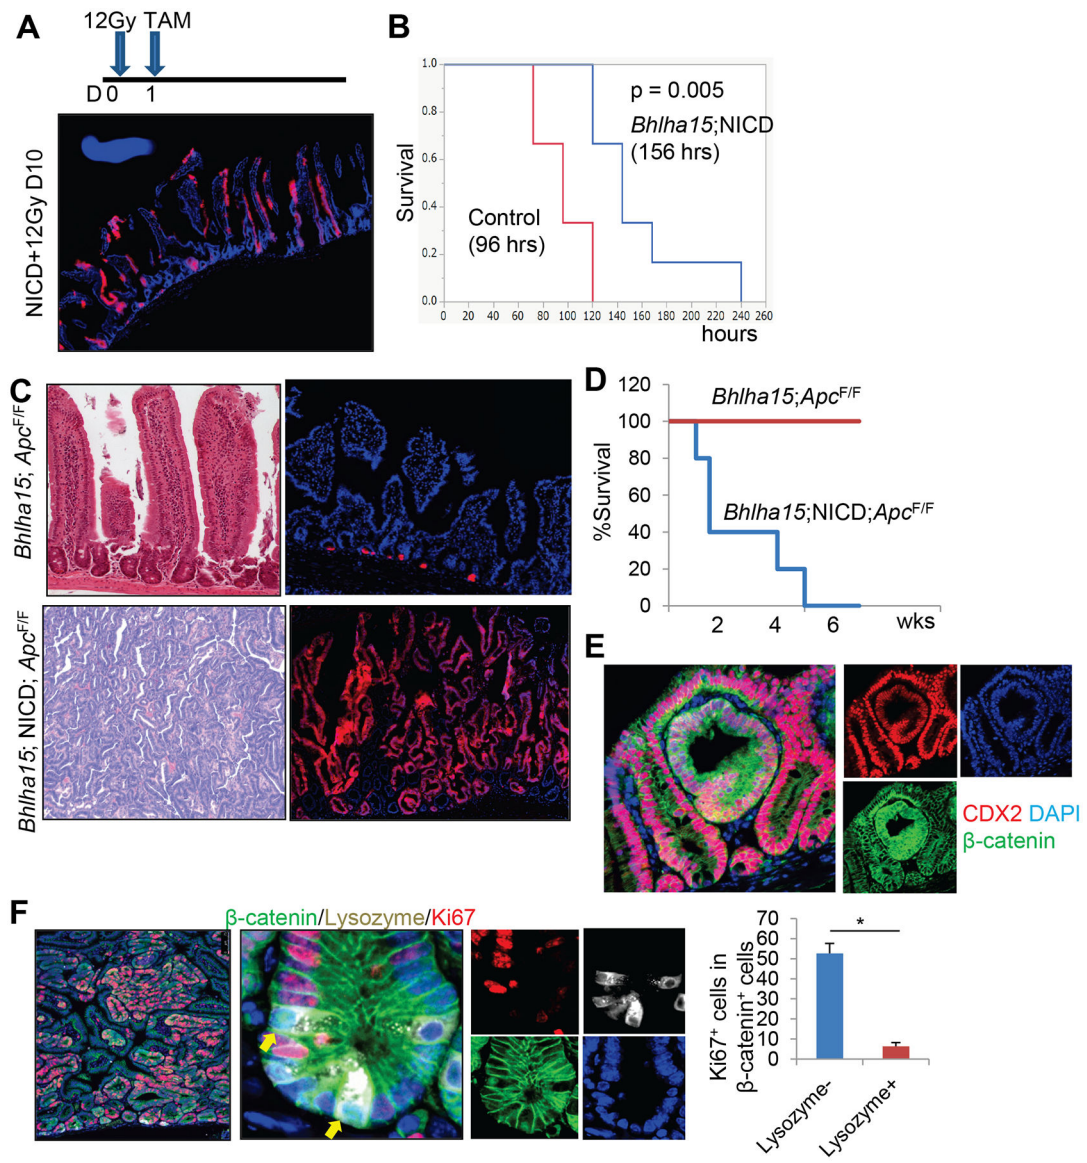 A
12Gy TAM
D 0 1
NICD+12Gy D10
B
Survival
1.0
0.8
0.6
0.4
0.2
0.0
p = 0.005
Bhlha15;NICD
(156 hrs)
Control
(96 hrs)
0 20 40 60 80 100 120 140 160 180 200 220 240 260
hours
C
Bhlha15; Apc^F/F
Bhlha15; NICD; Apc^F/F
D
%Survival
120
100
80
60
40
20
0
Bhlha15;Apc^F/F
Bhlha15;NICD;Apc^F/F
2 4 6 wks
E
CDX2 DAPI
β-catenin
F
β-catenin/Lysozyme/Ki67
Ki67⁺ cells in
β-catenin⁺ cells
70
60
50
40
30
20
10
0
*
Lysozyme-
Lysozyme+